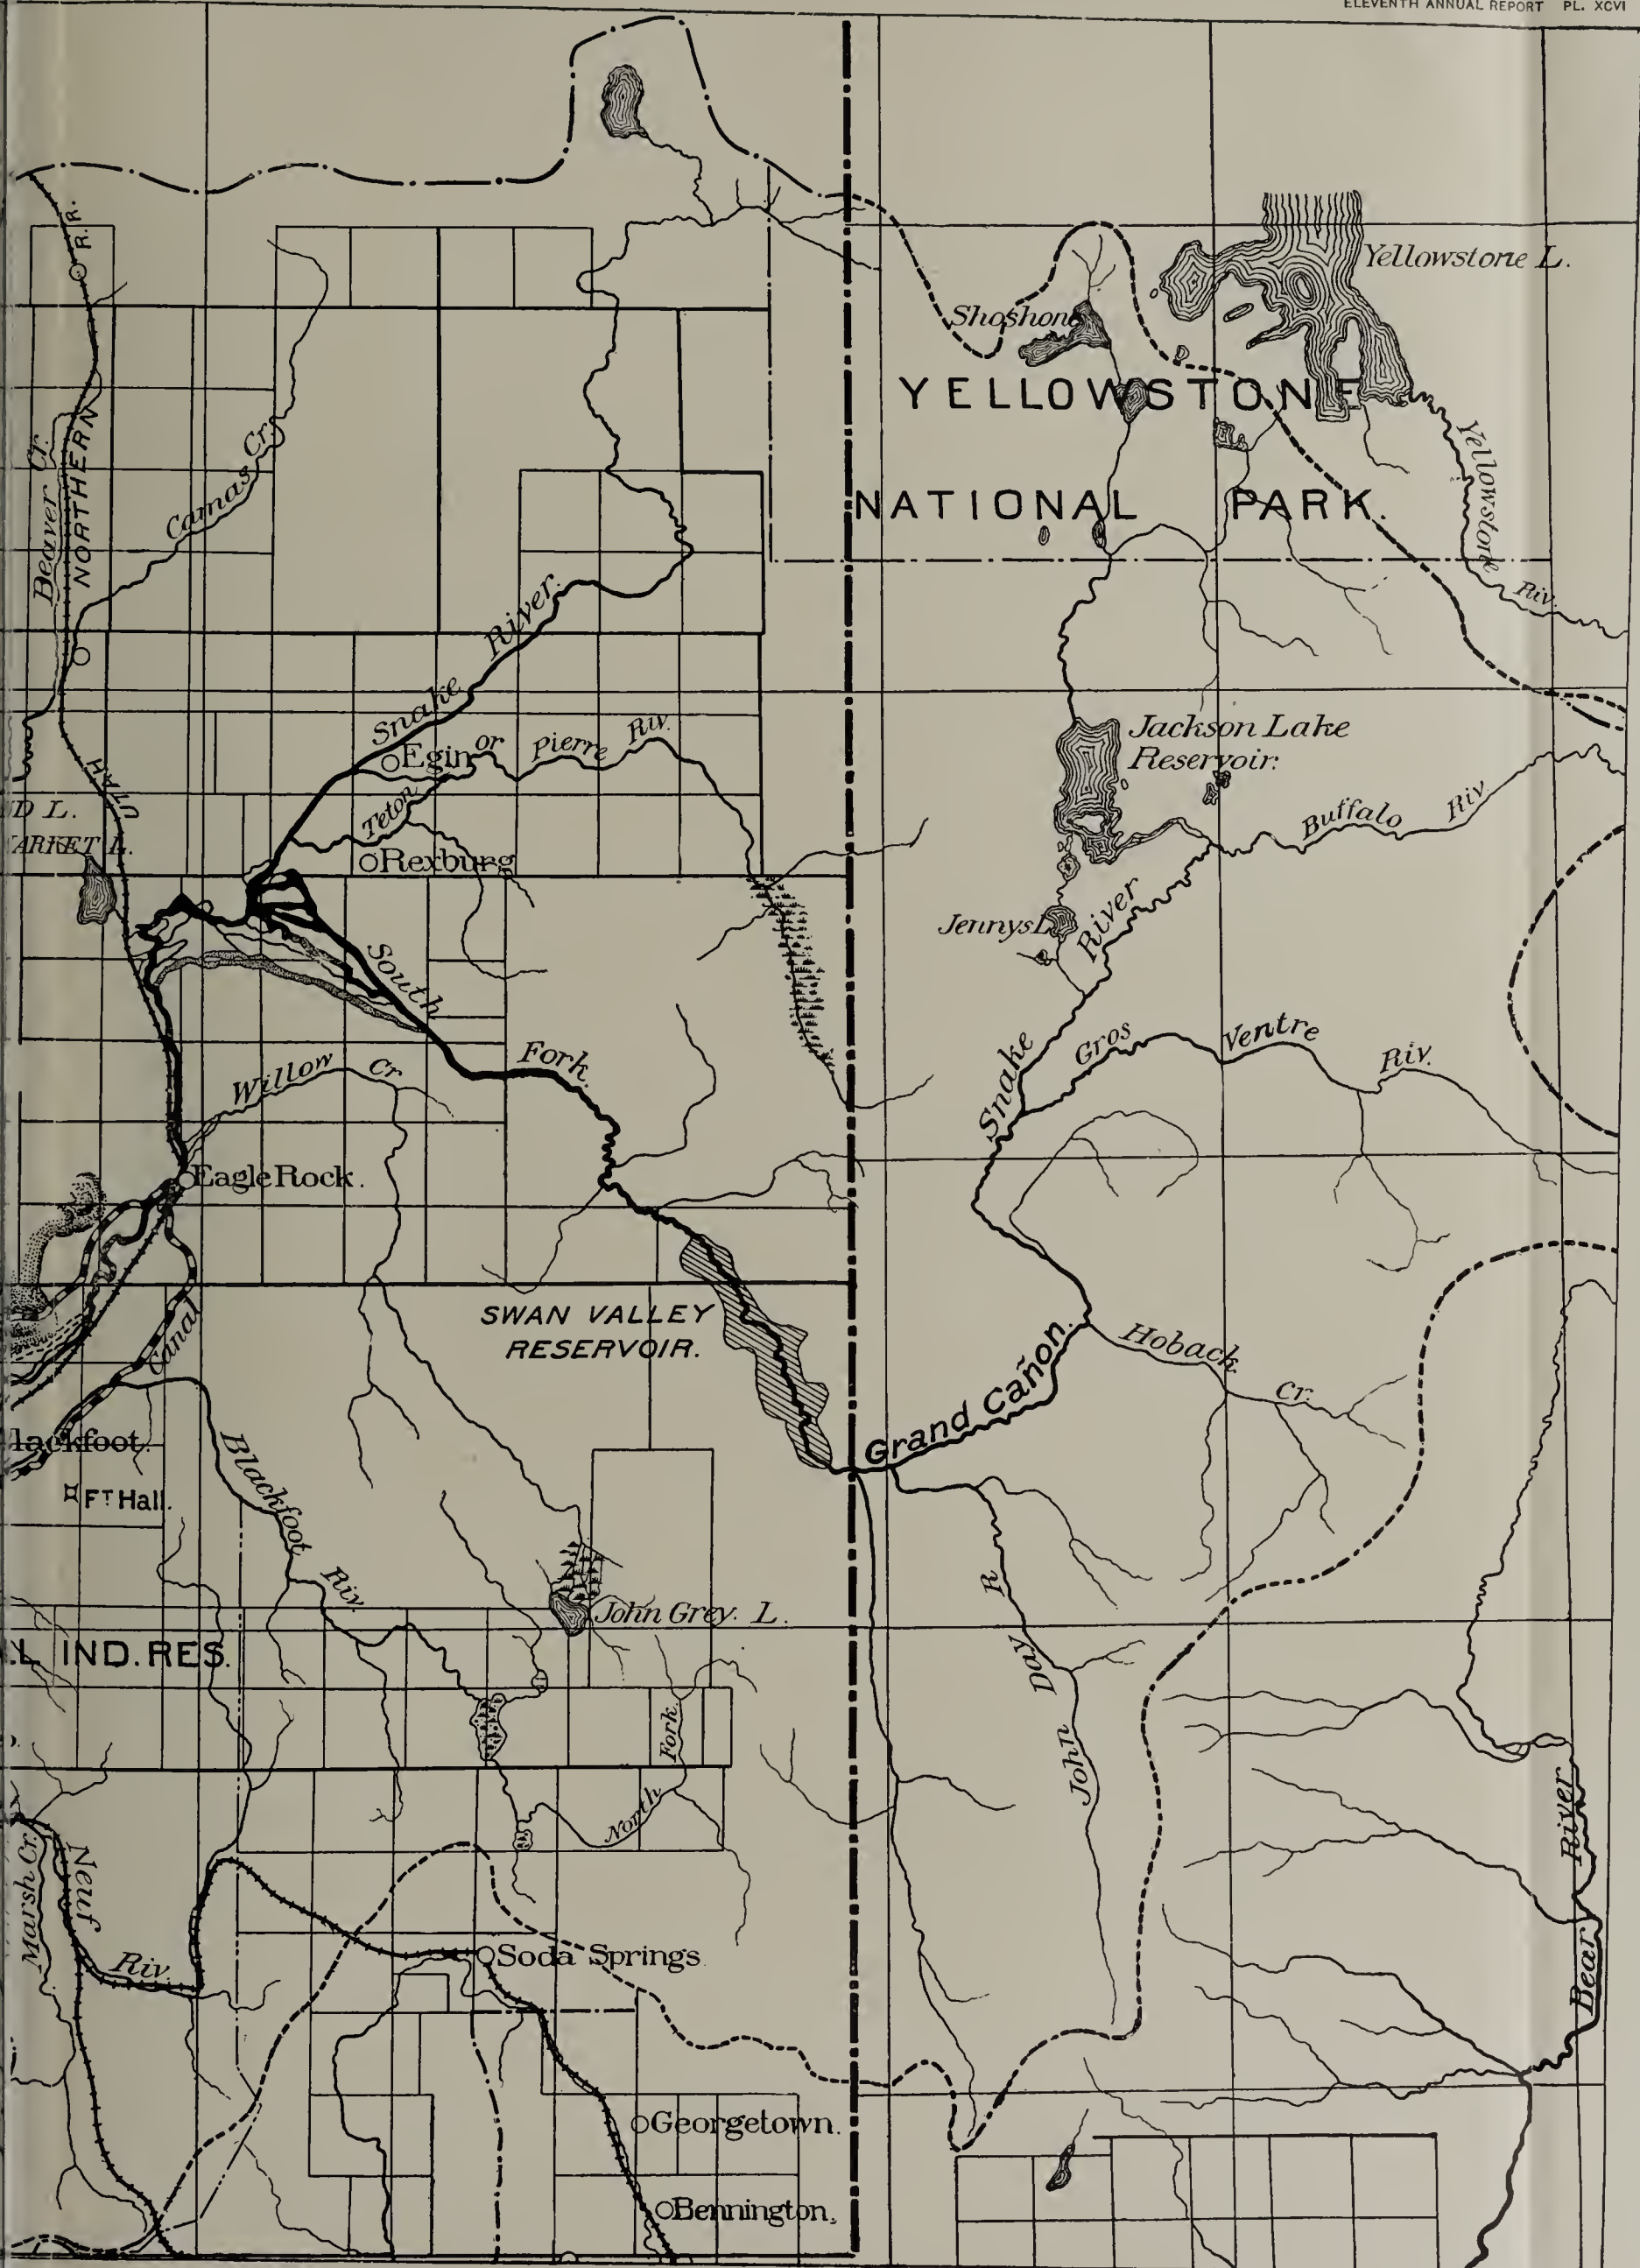 ELEVENTH ANNUAL REPORT PL. XCVI
R. R.
Yellowstone L.
Shoshone
YELLOWSTONE
NATIONAL PARK.
Beaver Cr.
NORTHERN
Camas Cr.
Yellowstone
Riv.
Snake River.
Jackson Lake
Reservoir.
Egin
or Pierre Riv.
Teton
UTAH
D L.
ARKET L.
Rexburg
Buffalo Riv.
Jennys L.
Snake River
South Fork.
Gros Ventre Riv.
Willow Cr.
Eagle Rock.
Canal
SWAN VALLEY
RESERVOIR.
Grand Cañon.
Hoback Cr.
lackfoot.
FT Hall.
Blackfoot Riv.
John Grey. L.
L IND. RES.
John Day R
North Fork.
Marsh Cr.
Neuf Riv.
Bear River
Soda Springs
Georgetown.
Bennington.